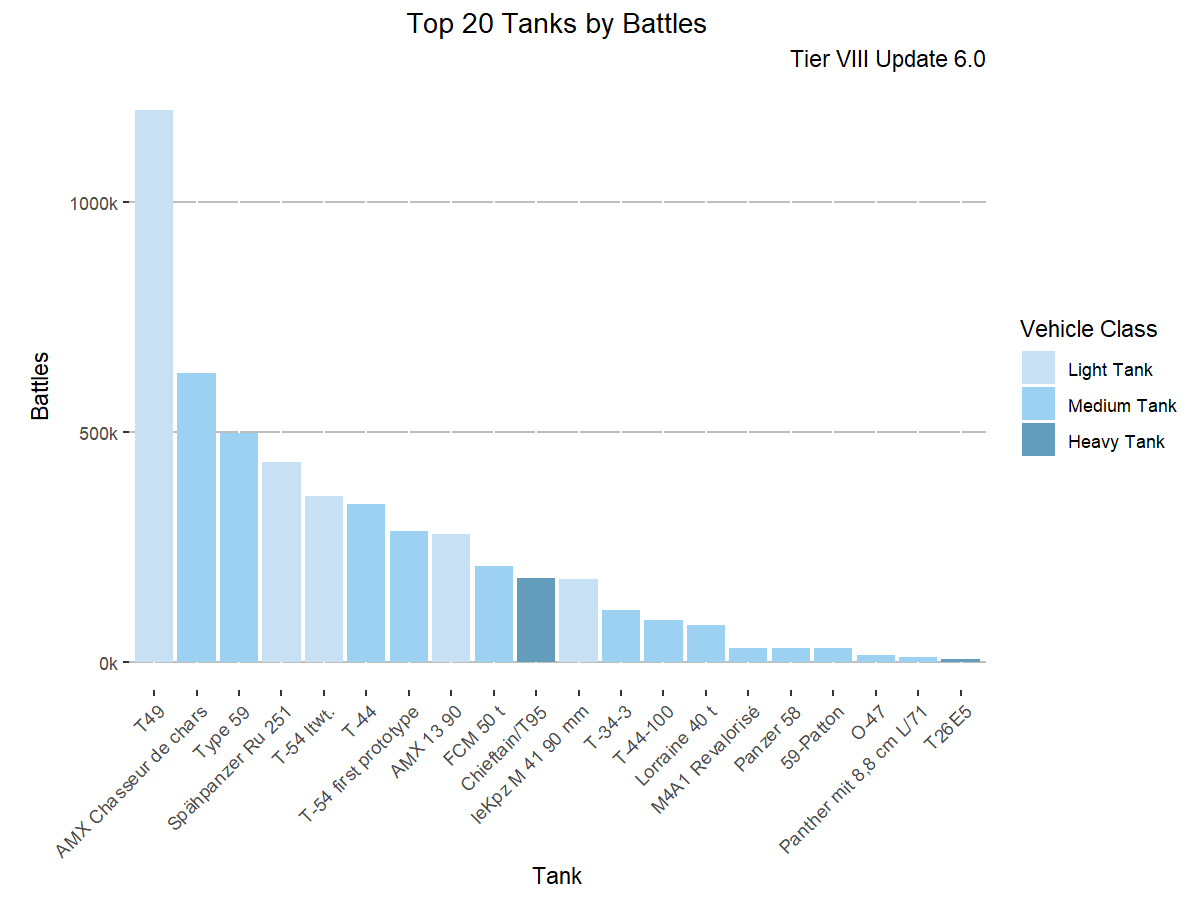 Top 20 Tanks by Battles
Tier VIII Update 6.0
Battles
1000k
500k
0k
T49
AMX Chasseur de chars
Type 59
Spähpanzer Ru 251
T-54 ltwt.
T-44
T-54 first prototype
AMX 13 90
FCM 50 t
Chieftain/T95
leKpz M 41 90 mm
T-34-3
T-44-100
Lorraine 40 t
M4A1 Revalorisé
Panzer 58
59-Patton
O-47
Panther mit 8,8 cm L/71
T26E5
Tank
Vehicle Class
Light Tank
Medium Tank
Heavy Tank